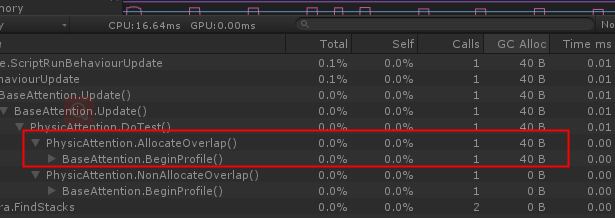 mory
CPU:16.64ms GPU:0.00ms No
e Total Self Calls GC Alloc Time ms
e.ScriptRunBehaviourUpdate 0.1% 0.0% 1 40 B 0.01
haviourUpdate 0.1% 0.0% 1 40 B 0.01
BaseAttention.Update() 0.0% 0.0% 1 40 B 0.01
BaseAttention.Update() 0.0% 0.0% 1 40 B 0.01
PhysicAttention.DoTest() 0.0% 0.0% 1 40 B 0.01
PhysicAttention.AllocateOverlap() 0.0% 0.0% 1 40 B 0.00
BaseAttention.BeginProfile() 0.0% 0.0% 1 40 B 0.00
PhysicAttention.NonAllocateOverlap() 0.0% 0.0% 1 0 B 0.00
BaseAttention.BeginProfile() 0.0% 0.0% 1 0 B 0.00
ra.FindStacks 0.0% 0.0% 2 0 B 0.00